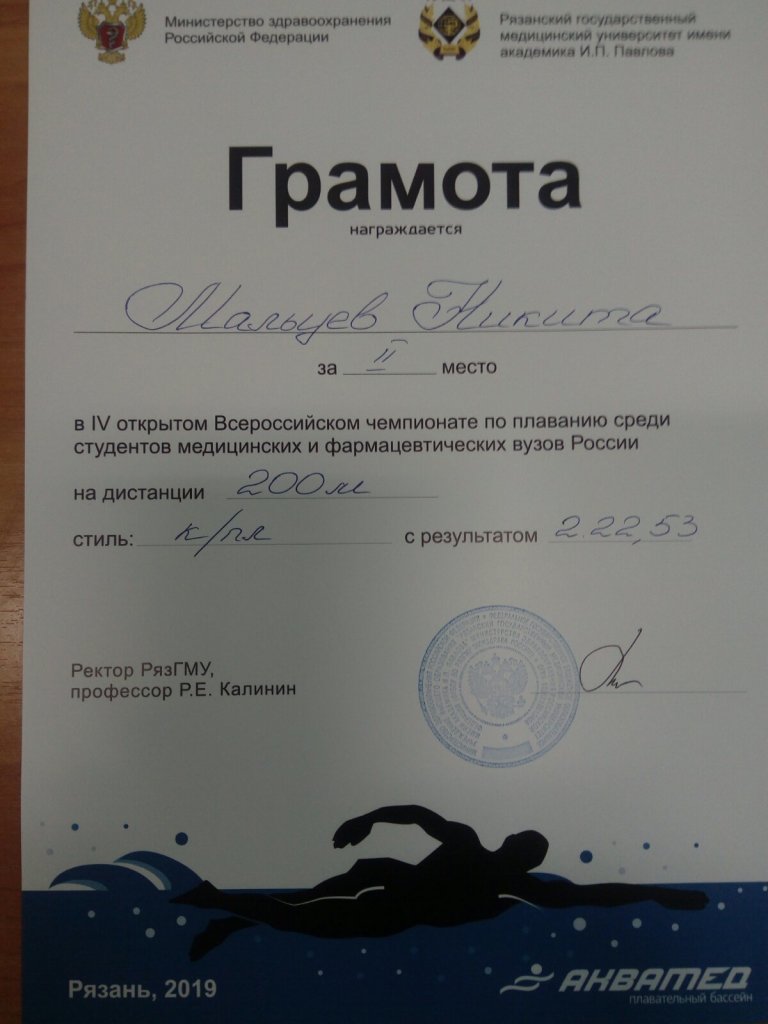 Министерство здравоохранения
Российской Федерации
Рязанский государственный
медицинский университет имени
академика И.П. Павлова
Грамота
награждается
Мальцев Никита
за II место
в IV открытом Всероссийском чемпионате по плаванию среди
студентов медицинских и фармацевтических вузов России
на дистанции 200м
стиль: к/пл с результатом 2.22,53
Ректор РязГМУ,
профессор Р.Е. Калинин
Рязань, 2019
АКВАМЕД
плавательный бассейн